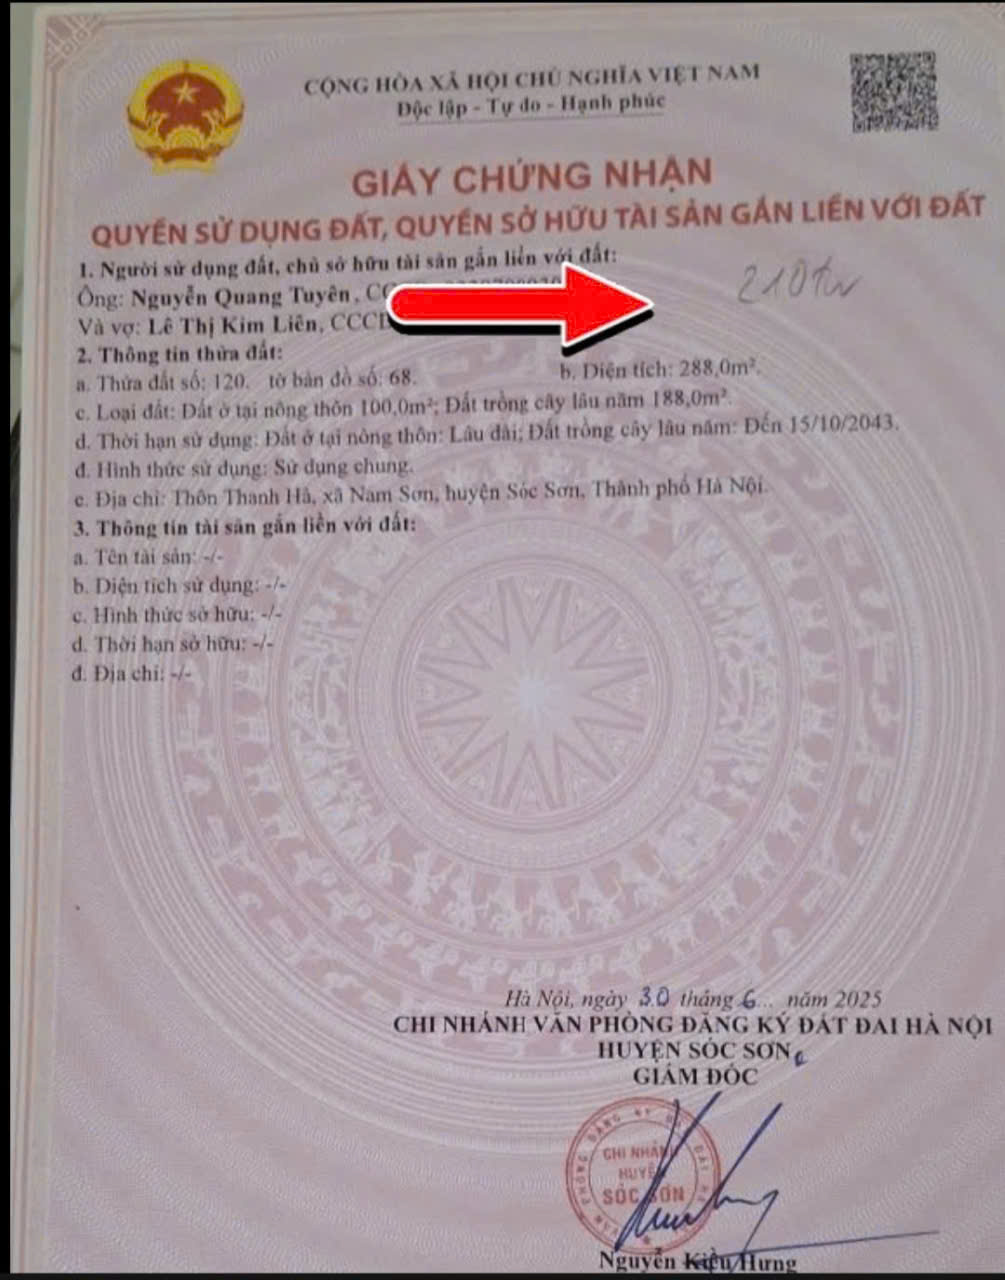 CỘNG HÒA XÃ HỘI CHỦ NGHĨA VIỆT NAM
Độc lập - Tự do - Hạnh phúc
GIẤY CHỨNG NHẬN
QUYỀN SỬ DỤNG ĐẤT, QUYỀN SỞ HỮU TÀI SẢN GẮN LIỀN VỚI ĐẤT
1. Người sử dụng đất, chủ sở hữu tài sản gắn liền với đất:
210tr
Ông: Nguyễn Quang Tuyên, CC
Và vợ: Lê Thị Kim Liên, CCCD
2. Thông tin thửa đất:
a. Thửa đất số: 120. tờ bản đồ số: 68. b. Diện tích: 288,0m².
c. Loại đất: Đất ở tại nông thôn 100,0m²; Đất trồng cây lâu năm 188,0m².
d. Thời hạn sử dụng: Đất ở tại nông thôn: Lâu dài; Đất trồng cây lâu năm: Đến 15/10/2043.
đ. Hình thức sử dụng: Sử dụng chung.
e. Địa chỉ: Thôn Thanh Hà, xã Nam Sơn, huyện Sóc Sơn, Thành phố Hà Nội.
3. Thông tin tài sản gắn liền với đất:
a. Tên tài sản: -/-
b. Diện tích sử dụng: -/-
c. Hình thức sở hữu: -/-
d. Thời hạn sở hữu: -/-
đ. Địa chỉ: -/-
Hà Nội, ngày 30 tháng 6... năm 2025
CHI NHÁNH VĂN PHÒNG ĐĂNG KÝ ĐẤT ĐAI HÀ NỘI
HUYỆN SÓC SƠN
GIÁM ĐỐC
CHI NHÁNH
HUYỆN
SÓC SƠN
Nguyễn Kiều Hưng